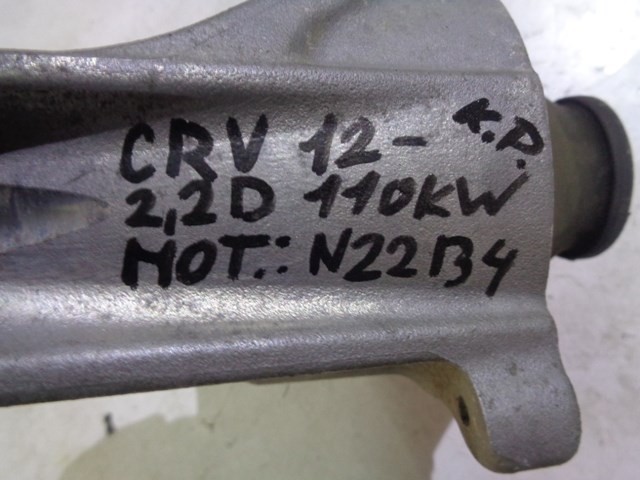 CRV 12- K.P.
2,2D 110KW
MOT.: N22B4